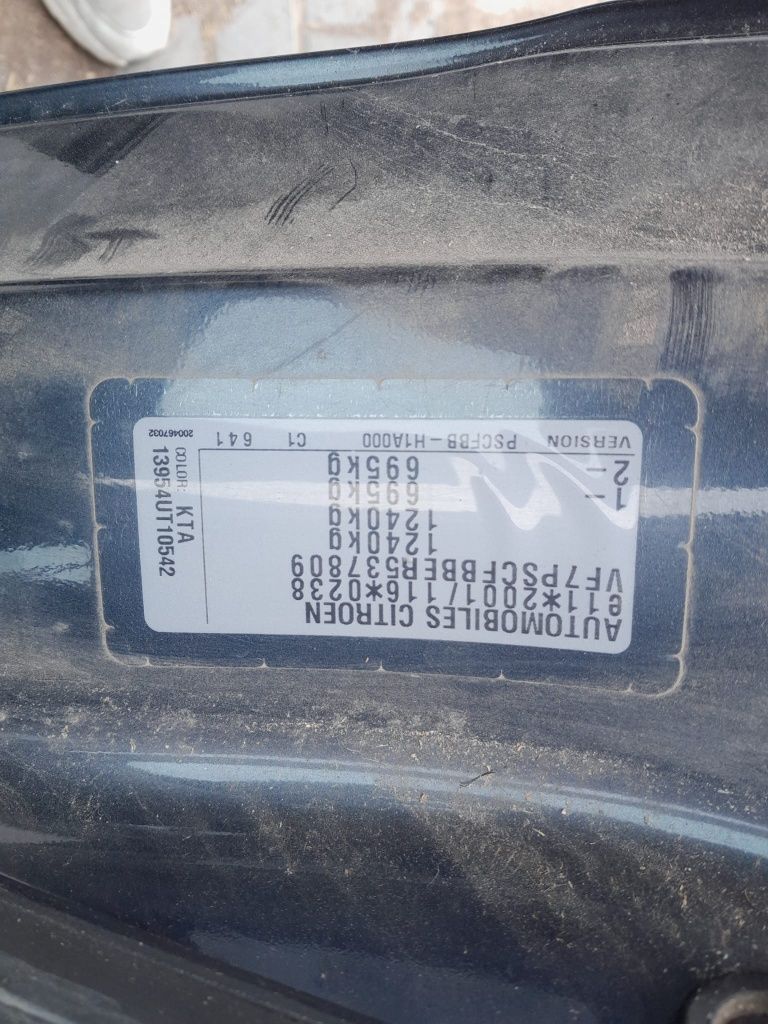 AUTOMOBILES CITROEN
e11*2001/116*0238
VF7PSCFBBER537809
1240kg
1240kg
1- 695kg
2- 695kg
VERSION PSCFBB-H1A000 C1 641
200467032
COLOR: KTA
13954UT10542